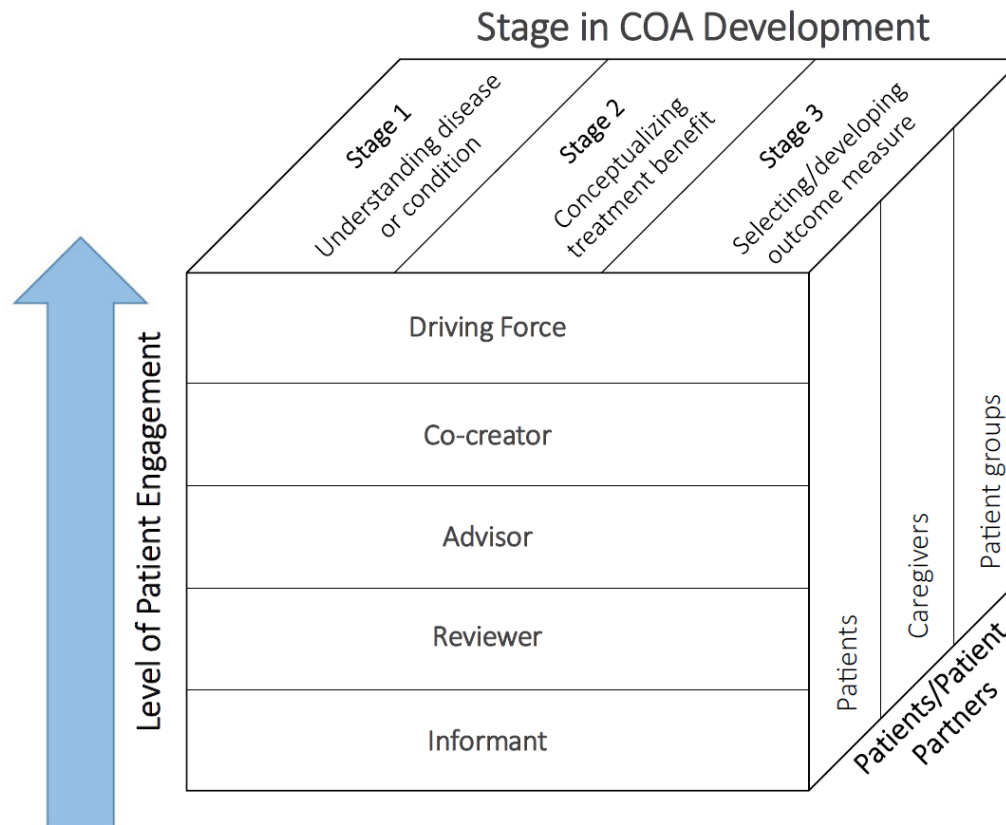 Stage in COA Development
Stage 1
Understanding disease
or condition
Stage 2
Conceptualizing
treatment benefit
Stage 3
Selecting/developing
outcome measure
Level of Patient Engagement
Driving Force
Co-creator
Advisor
Reviewer
Informant
Patients
Caregivers
Patient groups
Patients/Patient
Partners